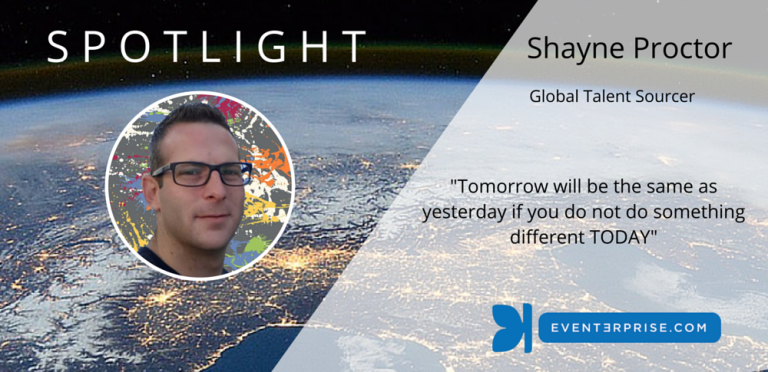 SPOTLIGHT
Shayne Proctor
Global Talent Sourcer
"Tomorrow will be the same as
yesterday if you do not do something
different TODAY"
EVENTƎRPRISE.COM